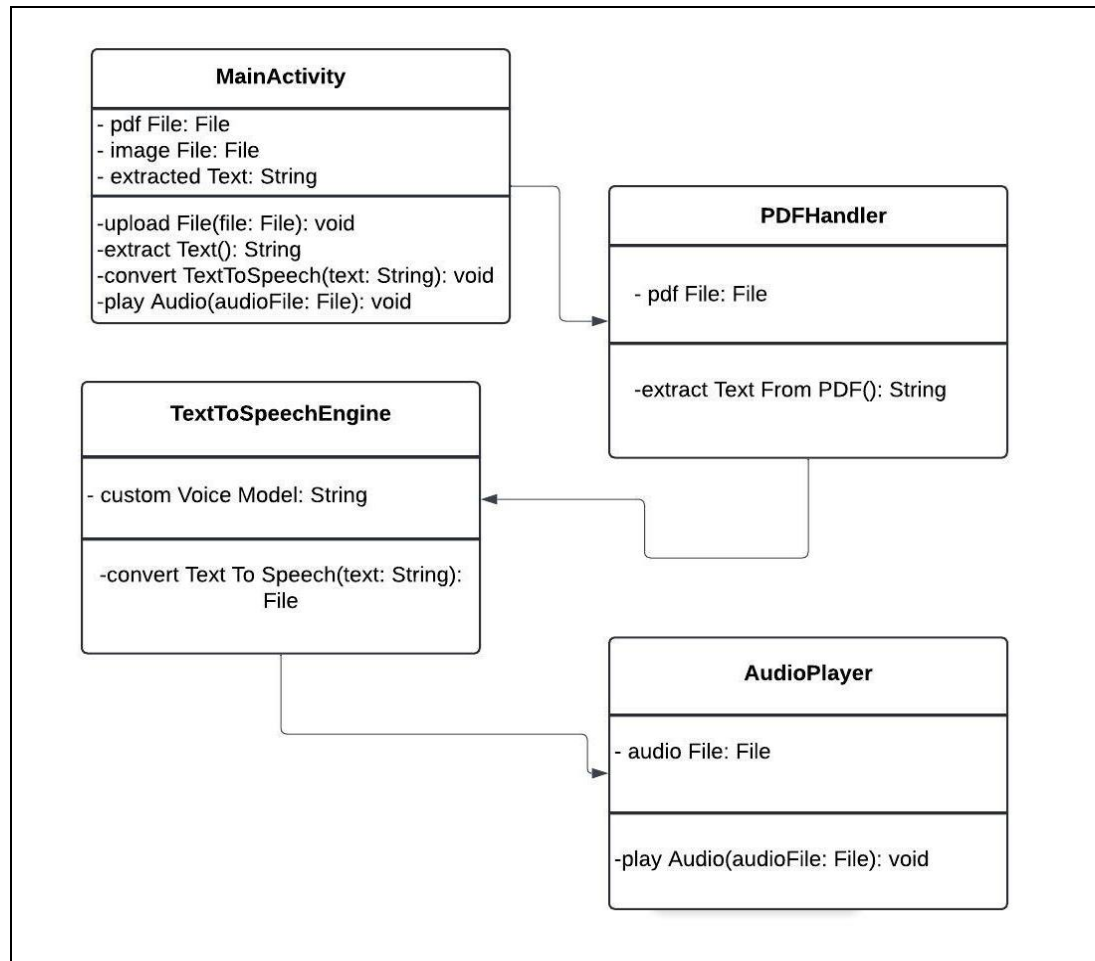 MainActivity
- pdf File: File
- image File: File
- extracted Text: String
-upload File(file: File): void
-extract Text(): String
-convert TextToSpeech(text: String): void
-play Audio(audioFile: File): void
PDFHandler
- pdf File: File
-extract Text From PDF(): String
TextToSpeechEngine
- custom Voice Model: String
-convert Text To Speech(text: String):
File
AudioPlayer
- audio File: File
-play Audio(audioFile: File): void